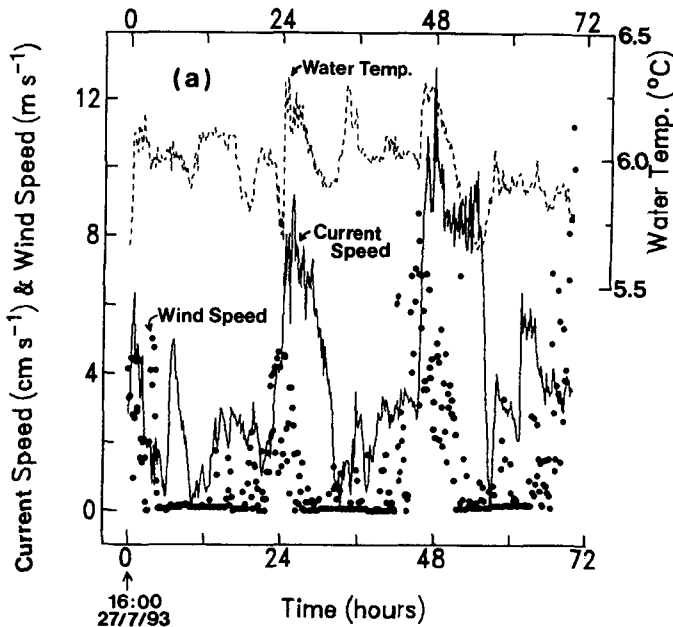 0 24 48 72
6.5
Water Temp.
(a)
12
Water Temp. (°C)
6.0
Current Speed (cm s⁻¹) & Wind Speed (m s⁻¹)
8
Current
Speed
5.5
Wind Speed
4
0
0 24 48 72
16:00
27/7/93
Time (hours)